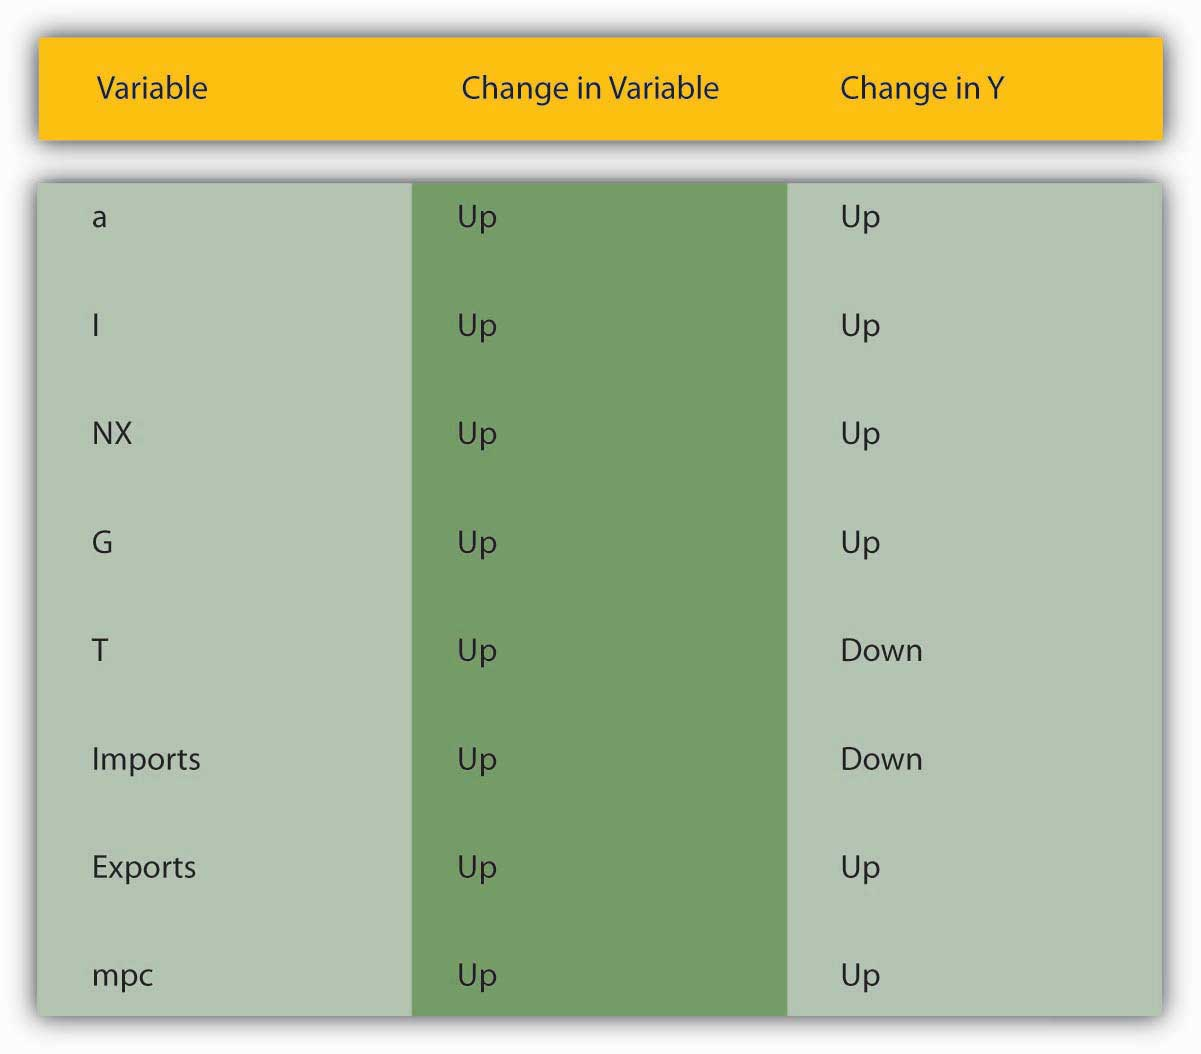 Variable Change in Variable Change in Y
a Up Up
I Up Up
NX Up Up
G Up Up
T Up Down
Imports Up Down
Exports Up Up
mpc Up Up